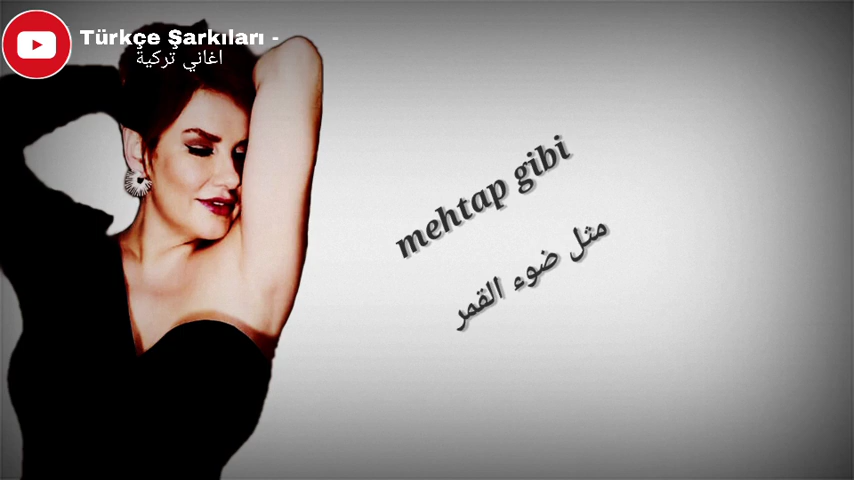 Türkçe Şarkıları -
اغاني تركية
mehtap gibi
مثل ضوء القمر